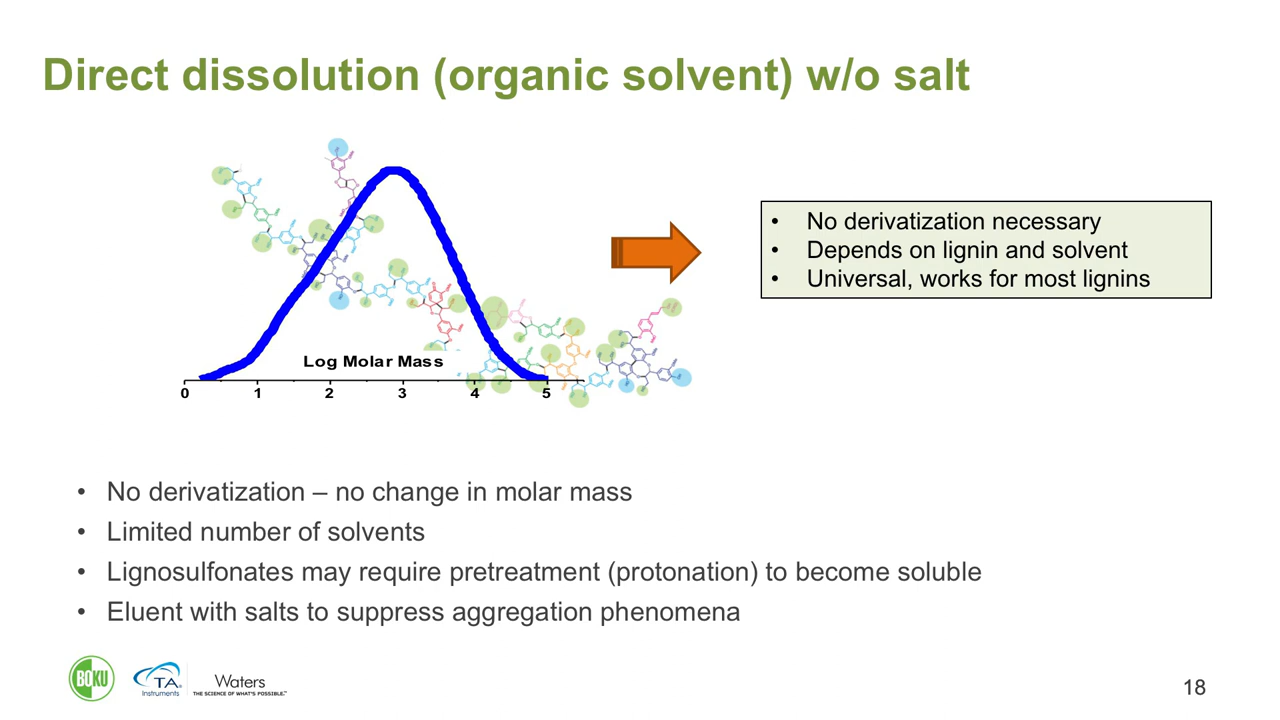 Direct dissolution (organic solvent) w/o salt
Log Molar Mass
0 1 2 3 4 5
• No derivatization necessary
• Depends on lignin and solvent
• Universal, works for most lignins
• No derivatization – no change in molar mass
• Limited number of solvents
• Lignosulfonates may require pretreatment (protonation) to become soluble
• Eluent with salts to suppress aggregation phenomena
BOKU
TA
Instruments
Waters
THE SCIENCE OF WHAT'S POSSIBLE.™
18